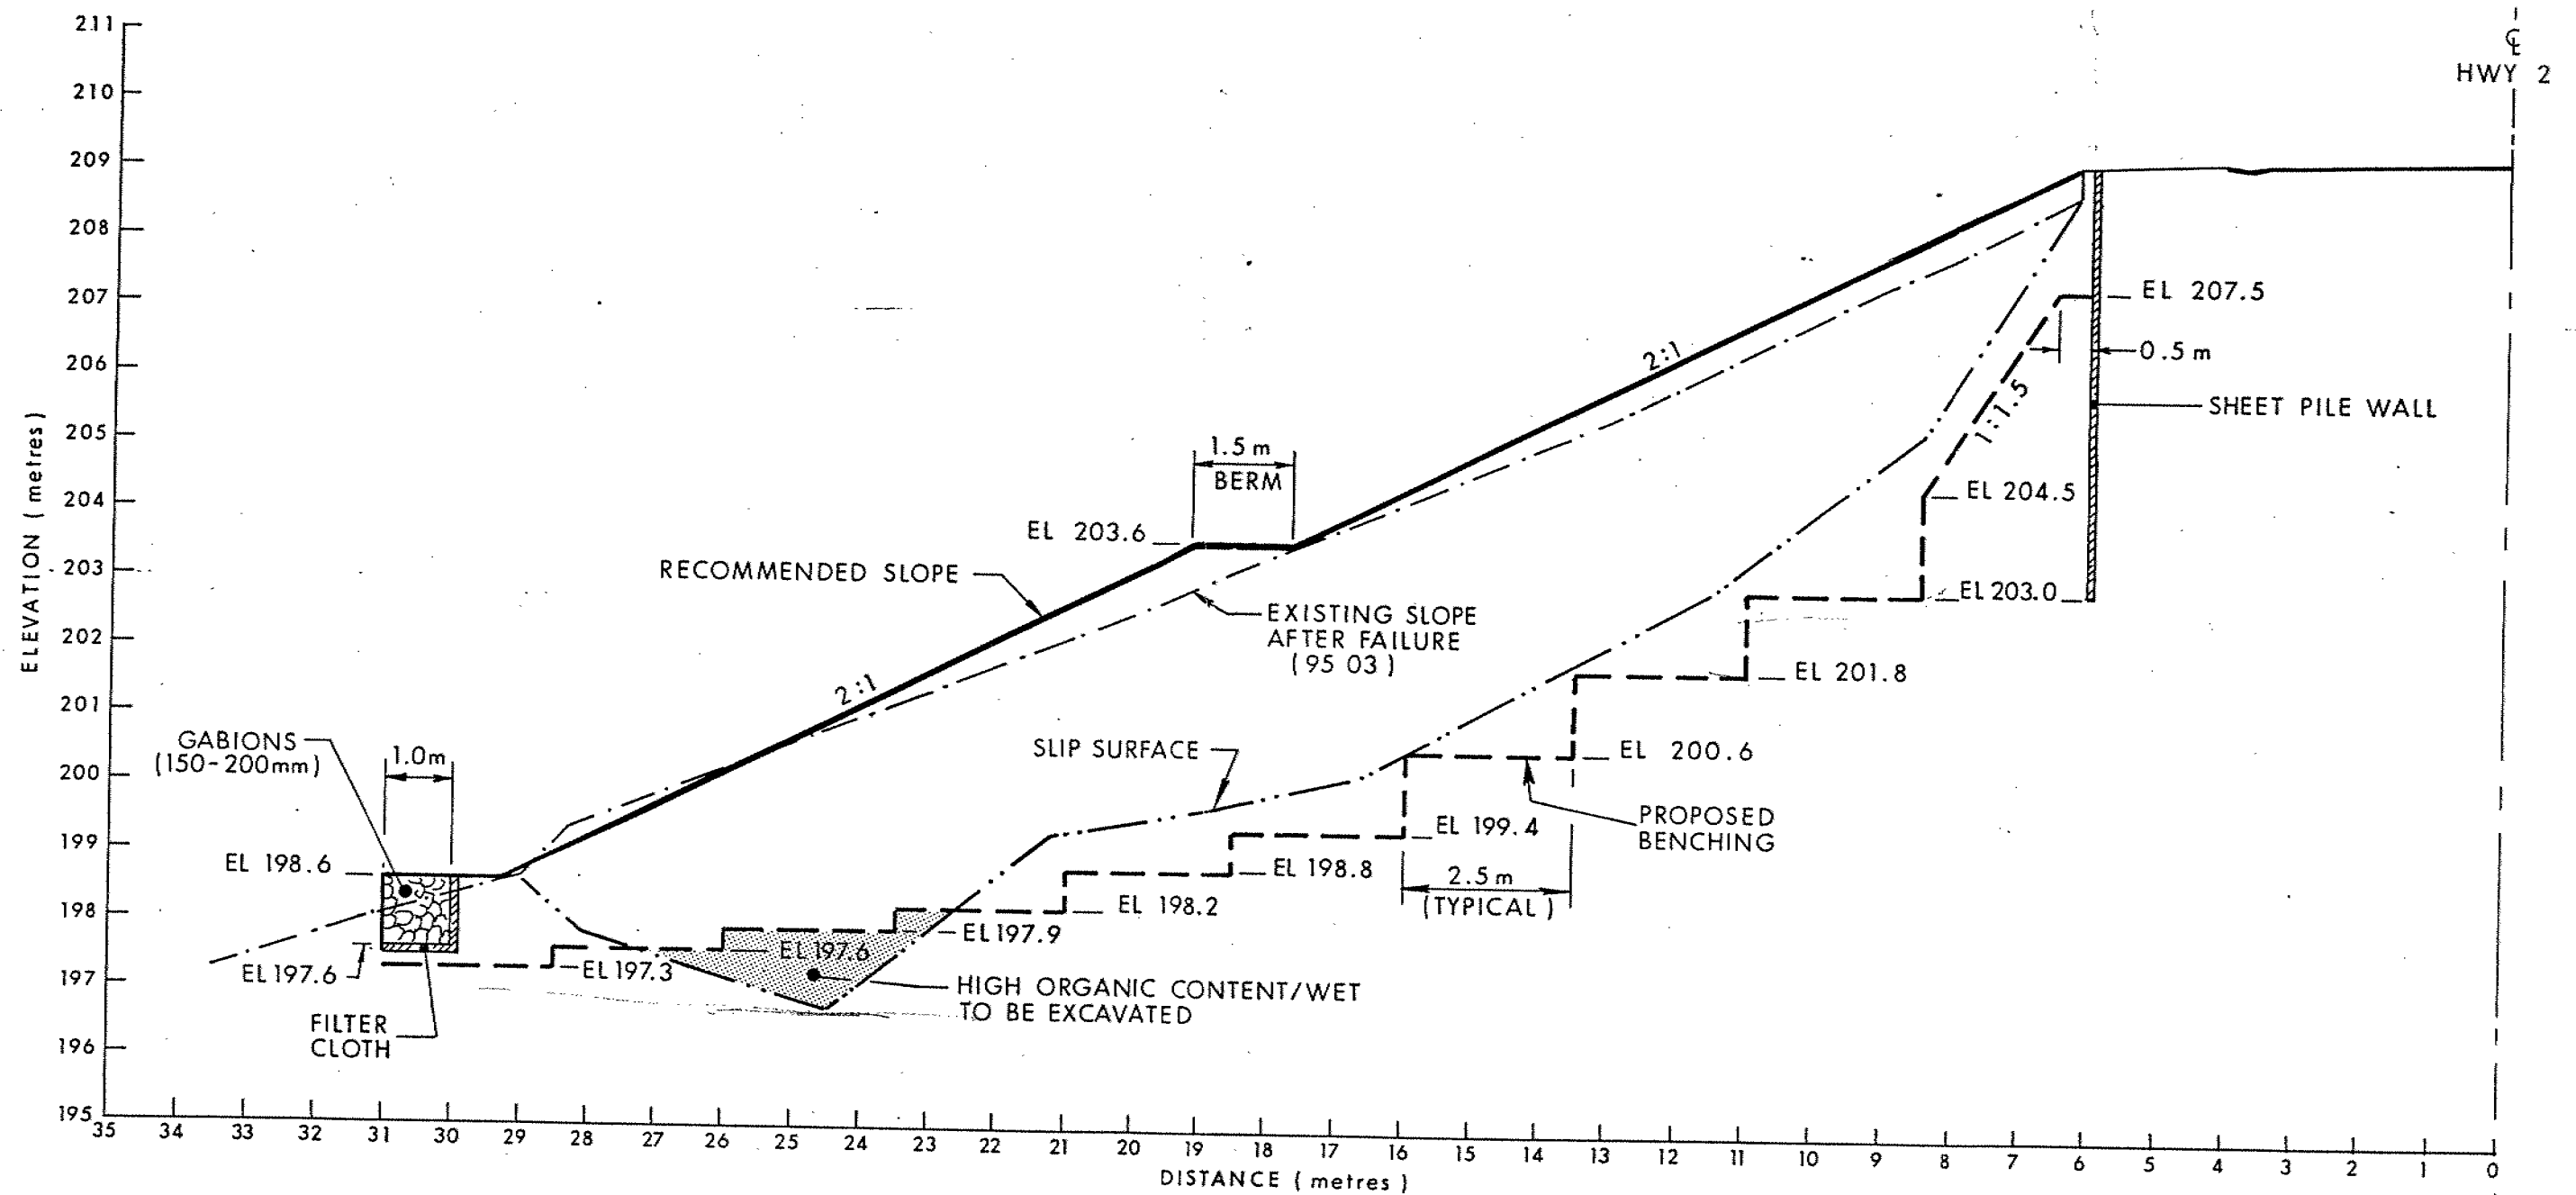 211
210
209
208
207
206
205
204
203
202
201
200
199
198
197
196
195
ELEVATION ( metres )
35 34 33 32 31 30 29 28 27 26 25 24 23 22 21 20 19 18 17 16 15 14 13 12 11 10 9 8 7 6 5 4 3 2 1 0
DISTANCE ( metres )
℄
HWY 2
EL 207.5
0.5 m
SHEET PILE WALL
1:1.5
2:1
EL 204.5
EL 203.0
1.5 m
BERM
EL 203.6
RECOMMENDED SLOPE
EXISTING SLOPE
AFTER FAILURE
( 95 03 )
EL 201.8
2:1
GABIONS
(150-200mm)
1.0m
SLIP SURFACE
EL 200.6
PROPOSED
BENCHING
EL 199.4
EL 198.6
EL 198.8
2.5 m
(TYPICAL)
EL 198.2
EL 197.9
EL 197.6
EL 197.6
EL 197.3
HIGH ORGANIC CONTENT/WET
TO BE EXCAVATED
FILTER
CLOTH